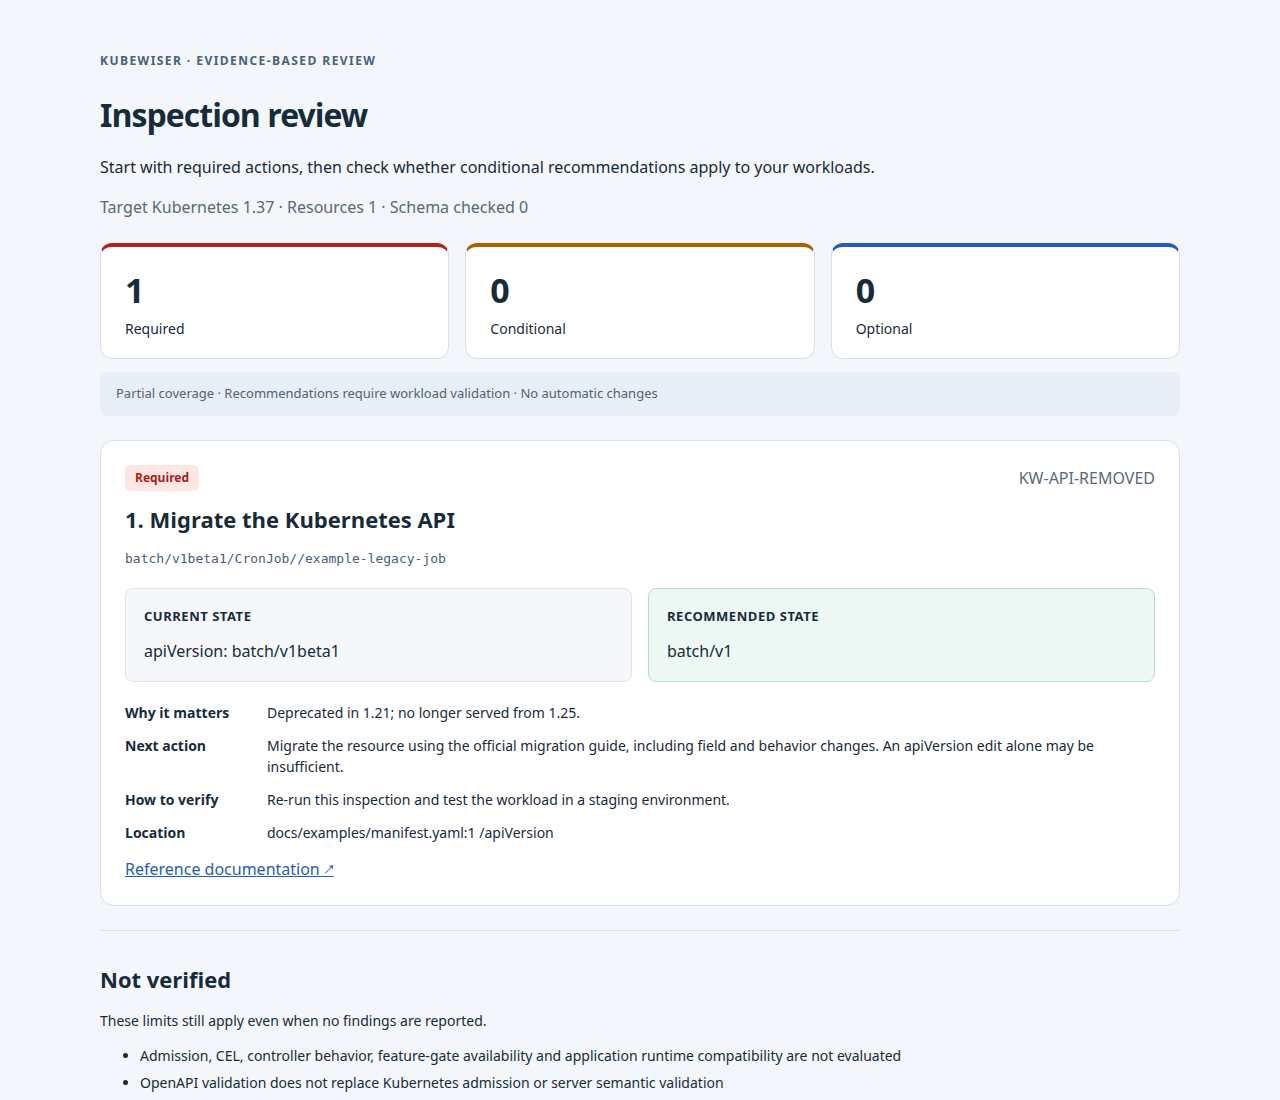 KUBEWISER · EVIDENCE-BASED REVIEW
Inspection review
Start with required actions, then check whether conditional recommendations apply to your workloads.
Target Kubernetes 1.37 · Resources 1 · Schema checked 0
1
Required
0
Conditional
0
Optional
Partial coverage · Recommendations require workload validation · No automatic changes
Required
KW-API-REMOVED
1. Migrate the Kubernetes API
batch/v1beta1/CronJob//example-legacy-job
CURRENT STATE
apiVersion: batch/v1beta1
RECOMMENDED STATE
batch/v1
Why it matters Deprecated in 1.21; no longer served from 1.25.
Next action Migrate the resource using the official migration guide, including field and behavior changes. An apiVersion edit alone may be
insufficient.
How to verify Re-run this inspection and test the workload in a staging environment.
Location docs/examples/manifest.yaml:1 /apiVersion
Reference documentation ↗
Not verified
These limits still apply even when no findings are reported.
• Admission, CEL, controller behavior, feature-gate availability and application runtime compatibility are not evaluated
• OpenAPI validation does not replace Kubernetes admission or server semantic validation